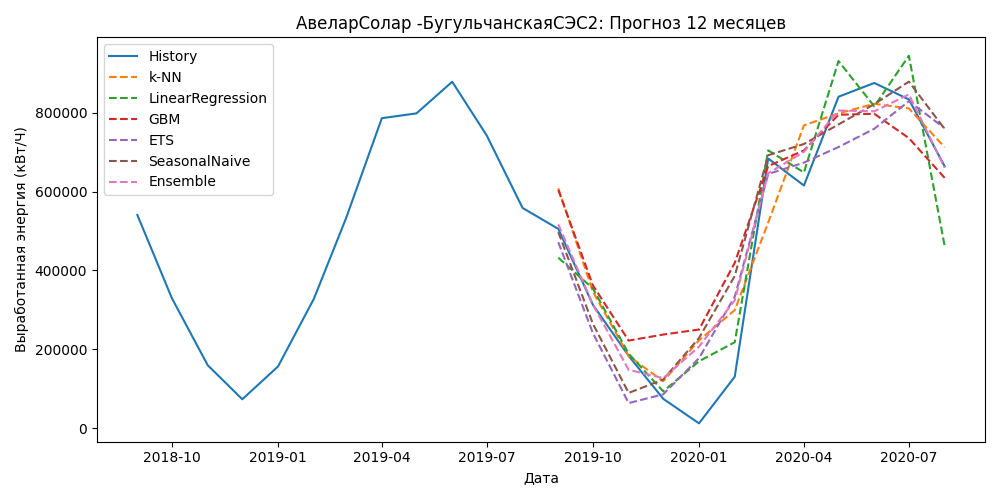 АвеларСолар -БугульчанскаяСЭС2: Прогноз 12 месяцев
History
k-NN
LinearRegression
GBM
ETS
SeasonalNaive
Ensemble
Выработанная энергия (кВт/Ч)
800000
600000
400000
200000
0
2018-10 2019-01 2019-04 2019-07 2019-10 2020-01 2020-04 2020-07
Дата